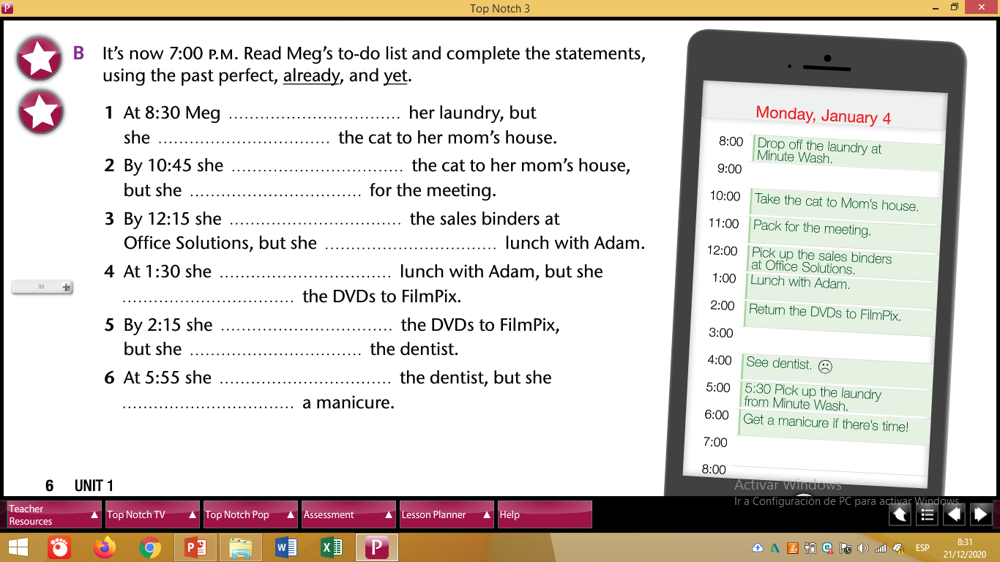 Top Notch 3
B It's now 7:00 P.M. Read Meg's to-do list and complete the statements,
using the past perfect, already, and yet.
1 At 8:30 Meg ................................. her laundry, but
she ................................. the cat to her mom's house.
2 By 10:45 she ................................. the cat to her mom's house,
but she ................................. for the meeting.
3 By 12:15 she ................................. the sales binders at
Office Solutions, but she ................................. lunch with Adam.
4 At 1:30 she ................................. lunch with Adam, but she
................................. the DVDs to FilmPix.
5 By 2:15 she ................................. the DVDs to FilmPix,
but she ................................. the dentist.
6 At 5:55 she ................................. the dentist, but she
................................. a manicure.
6 UNIT 1
Monday, January 4
8:00 Drop off the laundry at
Minute Wash.
9:00
10:00 Take the cat to Mom's house.
11:00 Pack for the meeting.
12:00 Pick up the sales binders
at Office Solutions.
1:00 Lunch with Adam.
2:00 Return the DVDs to FilmPix.
3:00
4:00 See dentist. ☹
5:00 5:30 Pick up the laundry
from Minute Wash.
6:00 Get a manicure if there's time!
7:00
8:00
Activar Windows
Ir a Configuración de PC para activar Windows.
Teacher
Resources
Top Notch TV
Top Notch Pop
Assessment
Lesson Planner
Help
ESP
8:31
21/12/2020